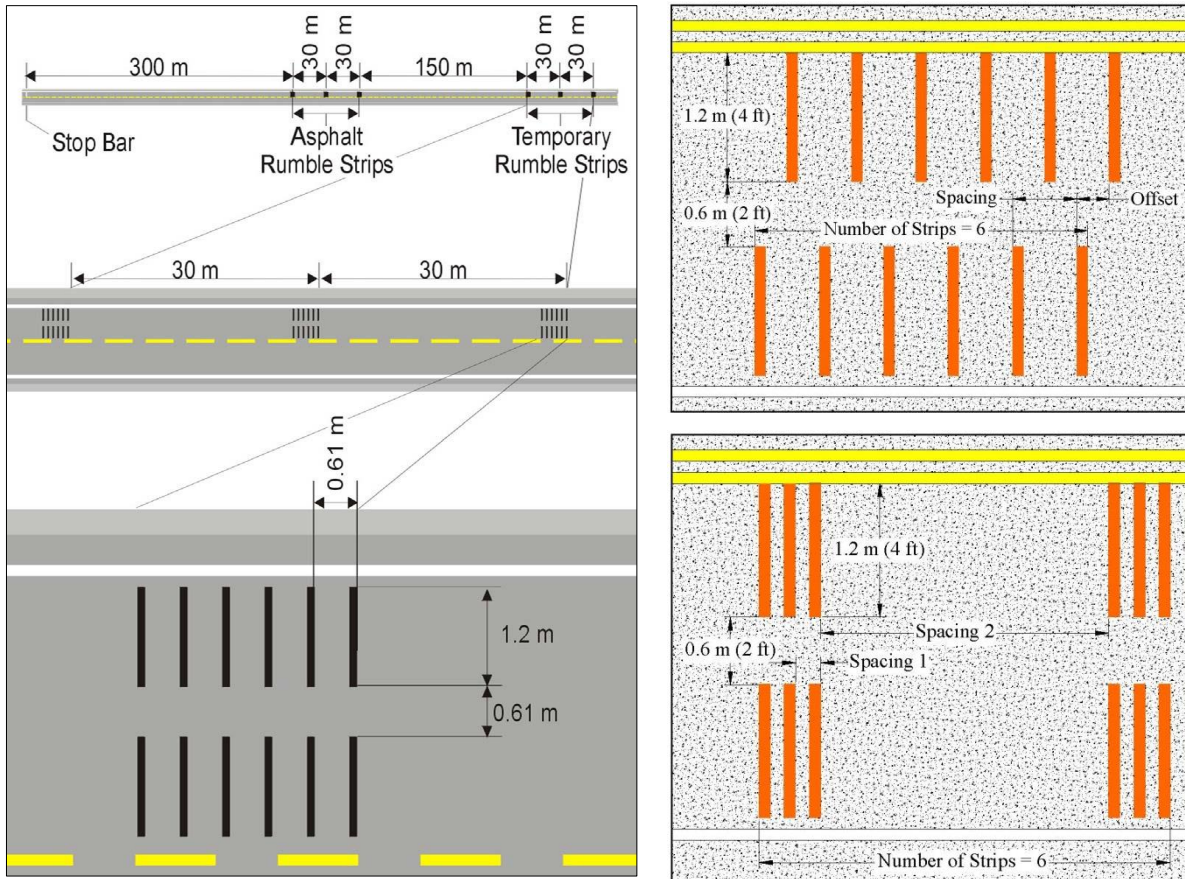 30 m
30 m
30 m
30 m
300 m
150 m
Stop Bar
Asphalt
Rumble Strips
Temporary
Rumble Strips
30 m
30 m
0.61 m
1.2 m
0.61 m
1.2 m (4 ft)
Spacing
Offset
0.6 m (2 ft)
Number of Strips = 6
1.2 m (4 ft)
Spacing 2
0.6 m (2 ft)
Spacing 1
Number of Strips = 6